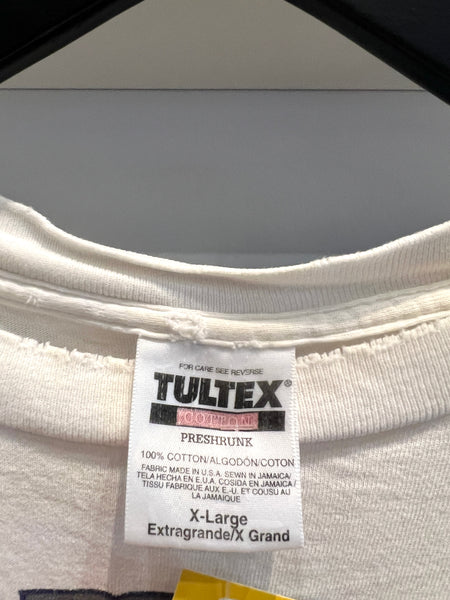 FOR CARE SEE REVERSE
TULTEX®
COTTON
PRESHRUNK
100% COTTON/ALGODÓN/COTON
FABRIC MADE IN U.S.A. SEWN IN JAMAICA/
TELA HECHA EN E.U.A. COSIDA EN JAMAICA/
TISSU FABRIQUE AUX E.-U. ET COUSU AU
LA JAMAIQUE
X-Large
Extragrande/X Grand